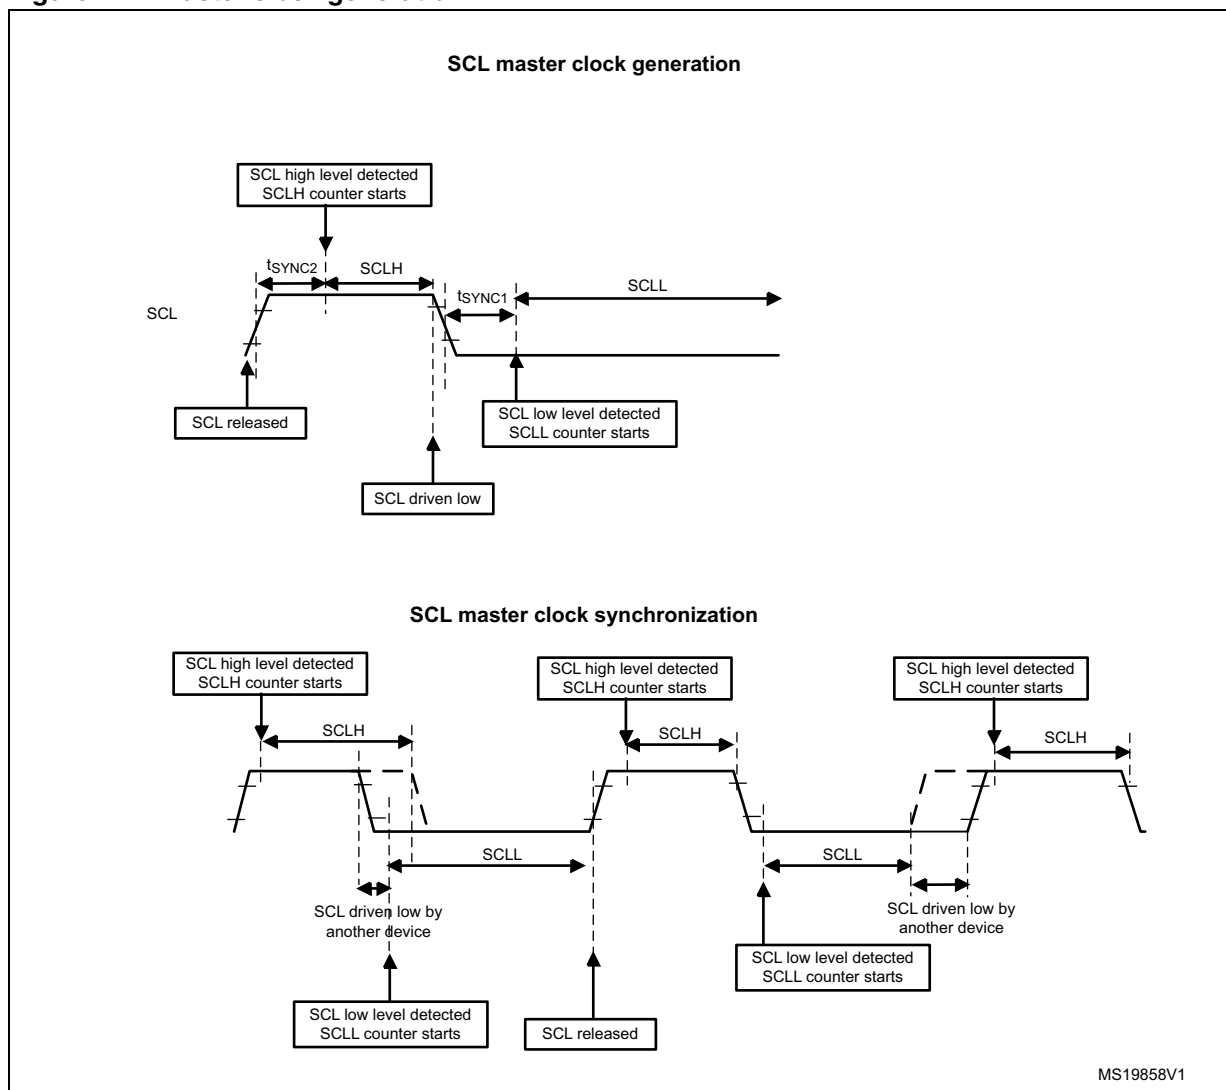 SCL master clock generation
SCL high level detected
SCLH counter starts
tSYNC2
SCLH
SCLL
tSYNC1
SCL
SCL released
SCL low level detected
SCLL counter starts
SCL driven low
SCL master clock synchronization
SCL high level detected
SCLH counter starts
SCL high level detected
SCLH counter starts
SCL high level detected
SCLH counter starts
SCLH
SCLH
SCLH
SCLL
SCLL
SCL driven low by
another device
SCL driven low by
another device
SCL low level detected
SCLL counter starts
SCL low level detected
SCLL counter starts
SCL released
MS19858V1